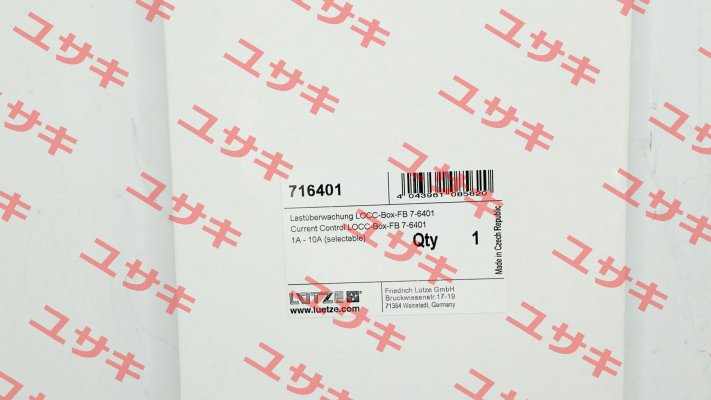 716401
4 043961 085620
Lastüberwachung LOCC-Box-FB 7-6401
Current Control LOCC-Box-FB 7-6401
1A - 10A (selectable)
Qty 1
Made in Czech Republic
LÜTZE
www.luetze.com
Friedrich Lütze GmbH
Bruckwiesenstr.17-19
71384 Weinstadt, Germany
ユサキ